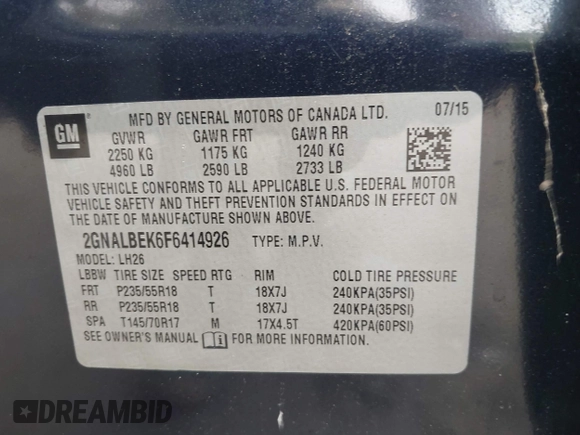 MFD BY GENERAL MOTORS OF CANADA LTD. 07/15
GM
GVWR GAWR FRT GAWR RR
2250 KG 1175 KG 1240 KG
4960 LB 2590 LB 2733 LB
THIS VEHICLE CONFORMS TO ALL APPLICABLE U.S. FEDERAL MOTOR
VEHICLE SAFETY AND THEFT PREVENTION STANDARDS IN EFFECT ON
THE DATE OF MANUFACTURE SHOWN ABOVE.
2GNALBEK6F6414926 TYPE: M.P.V.
MODEL: LH26
LBBW TIRE SIZE SPEED RTG RIM COLD TIRE PRESSURE
FRT P235/55R18 T 18X7J 240KPA(35PSI)
RR P235/55R18 T 18X7J 240KPA(35PSI)
SPA T145/70R17 M 17X4.5T 420KPA(60PSI)
SEE OWNER'S MANUAL FOR MORE INFORMATION.
DREAMBID